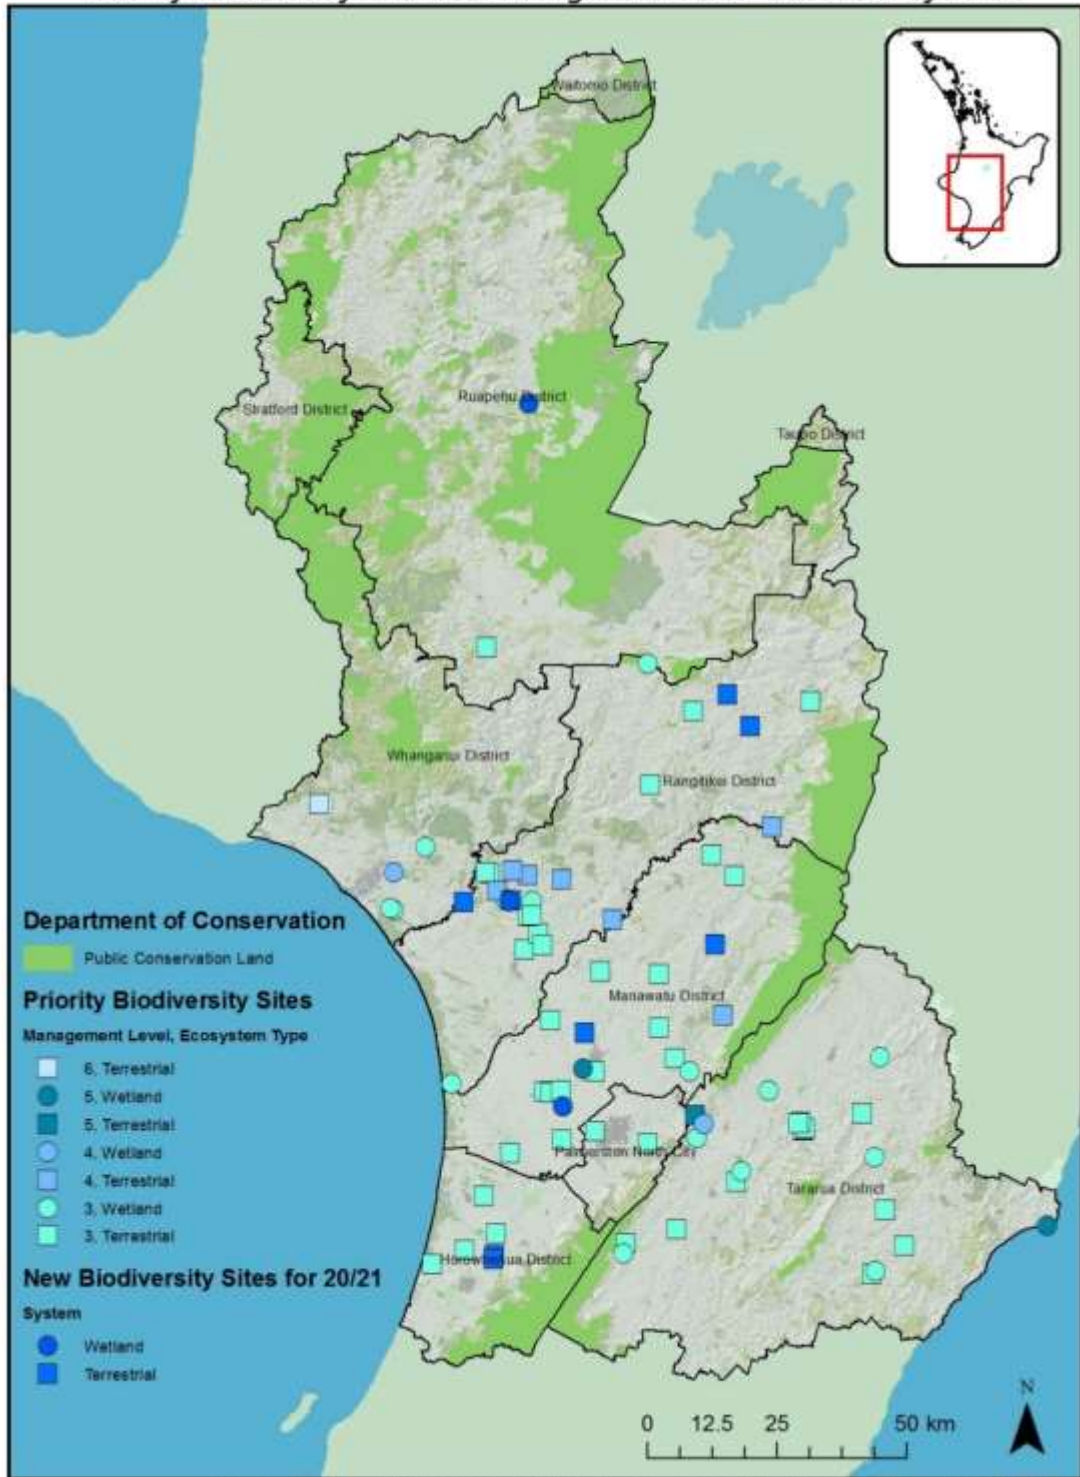 Waitomo District
Ruapehu District
Stratford District
Taupo District
Whanganui District
Rangitikei District
Manawatu District
Palmerston North City
Tararua District
Horowhenua District
Department of Conservation
Public Conservation Land
Priority Biodiversity Sites
Management Level, Ecosystem Type
6, Terrestrial
5, Wetland
5, Terrestrial
4, Wetland
4, Terrestrial
3, Wetland
3, Terrestrial
New Biodiversity Sites for 20/21
System
Wetland
Terrestrial
N
0 12.5 25 50 km